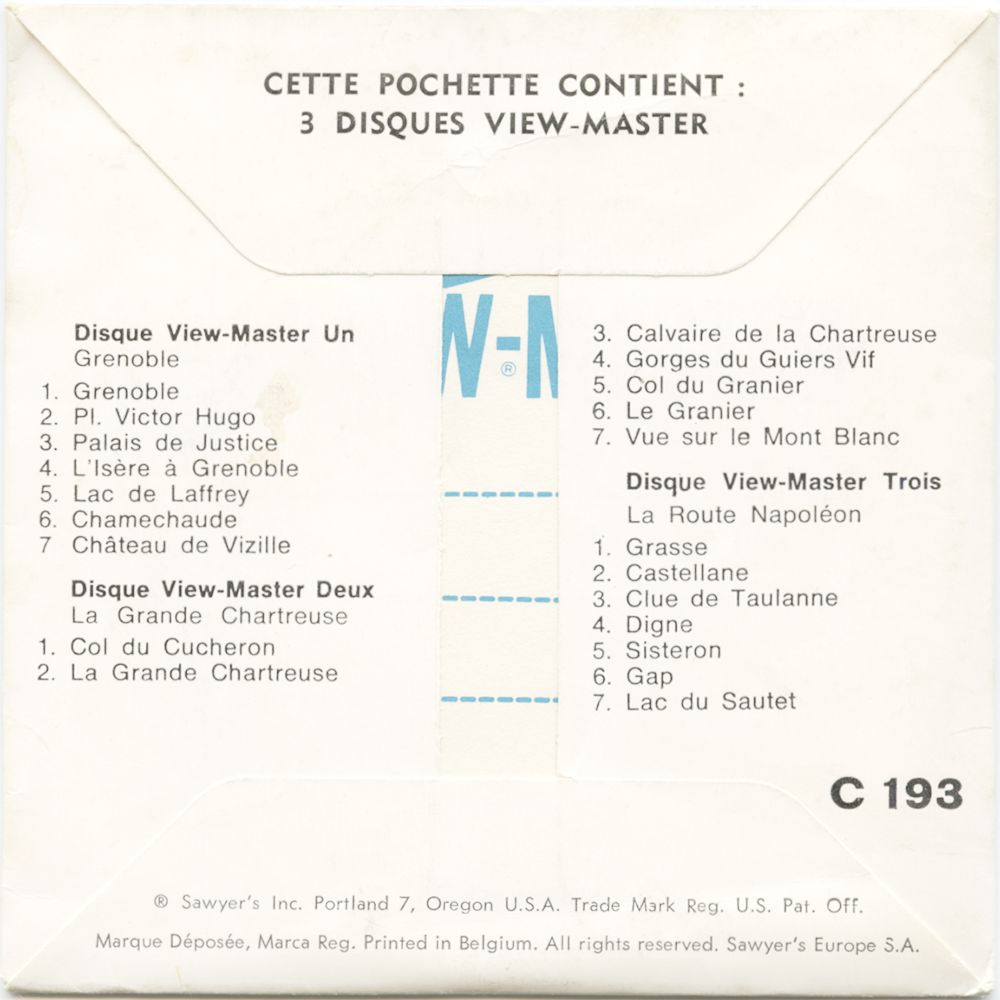 CETTE POCHETTE CONTIENT :
3 DISQUES VIEW-MASTER
W-M
®
Disque View-Master Un
Grenoble
1. Grenoble
2. Pl. Victor Hugo
3. Palais de Justice
4. L'Isère à Grenoble
5. Lac de Laffrey
6. Chamechaude
7 Château de Vizille
Disque View-Master Deux
La Grande Chartreuse
1. Col du Cucheron
2. La Grande Chartreuse
3. Calvaire de la Chartreuse
4. Gorges du Guiers Vif
5. Col du Granier
6. Le Granier
7. Vue sur le Mont Blanc
Disque View-Master Trois
La Route Napoléon
1. Grasse
2. Castellane
3. Clue de Taulanne
4. Digne
5. Sisteron
6. Gap
7. Lac du Sautet
C 193
® Sawyer's Inc. Portland 7, Oregon U.S.A. Trade Mark Reg. U.S. Pat. Off.
Marque Déposée, Marca Reg. Printed in Belgium. All rights reserved. Sawyer's Europe S.A.